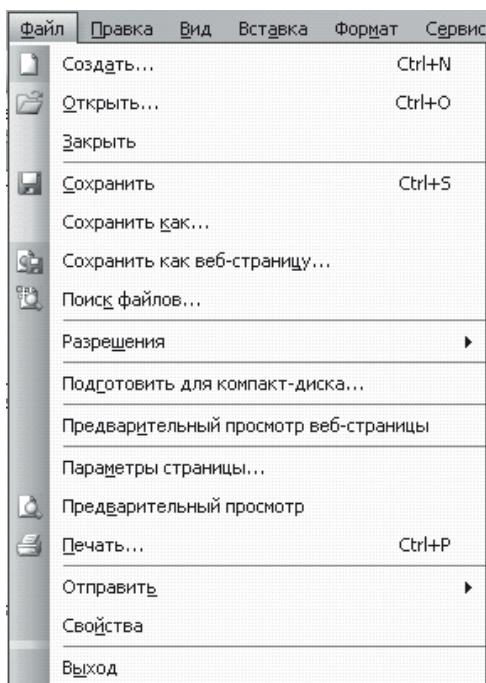 Файл Правка Вид Вставка Формат Сервис
Создать... Ctrl+N
Открыть... Ctrl+O
Закрыть
Сохранить Ctrl+S
Сохранить как...
Сохранить как веб-страницу...
Поиск файлов...
Разрешения
Подготовить для компакт-диска...
Предварительный просмотр веб-страницы
Параметры страницы...
Предварительный просмотр
Печать... Ctrl+P
Отправить
Свойства
Выход